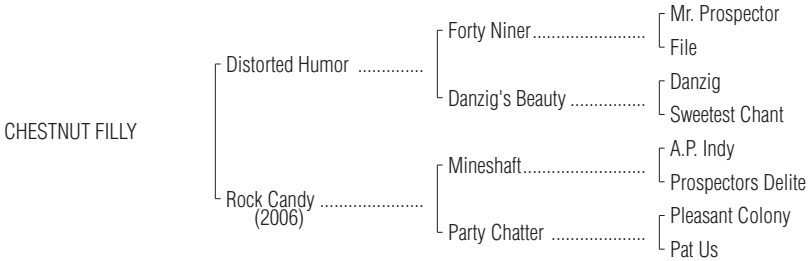 Mr. Prospector
Forty Niner........................
File
Distorted Humor ..............
Danzig
Danzig's Beauty ................
Sweetest Chant
CHESTNUT FILLY
A.P. Indy
Mineshaft..........................
Prospectors Delite
Rock Candy ......................
(2006)
Pleasant Colony
Party Chatter ....................
Pat Us